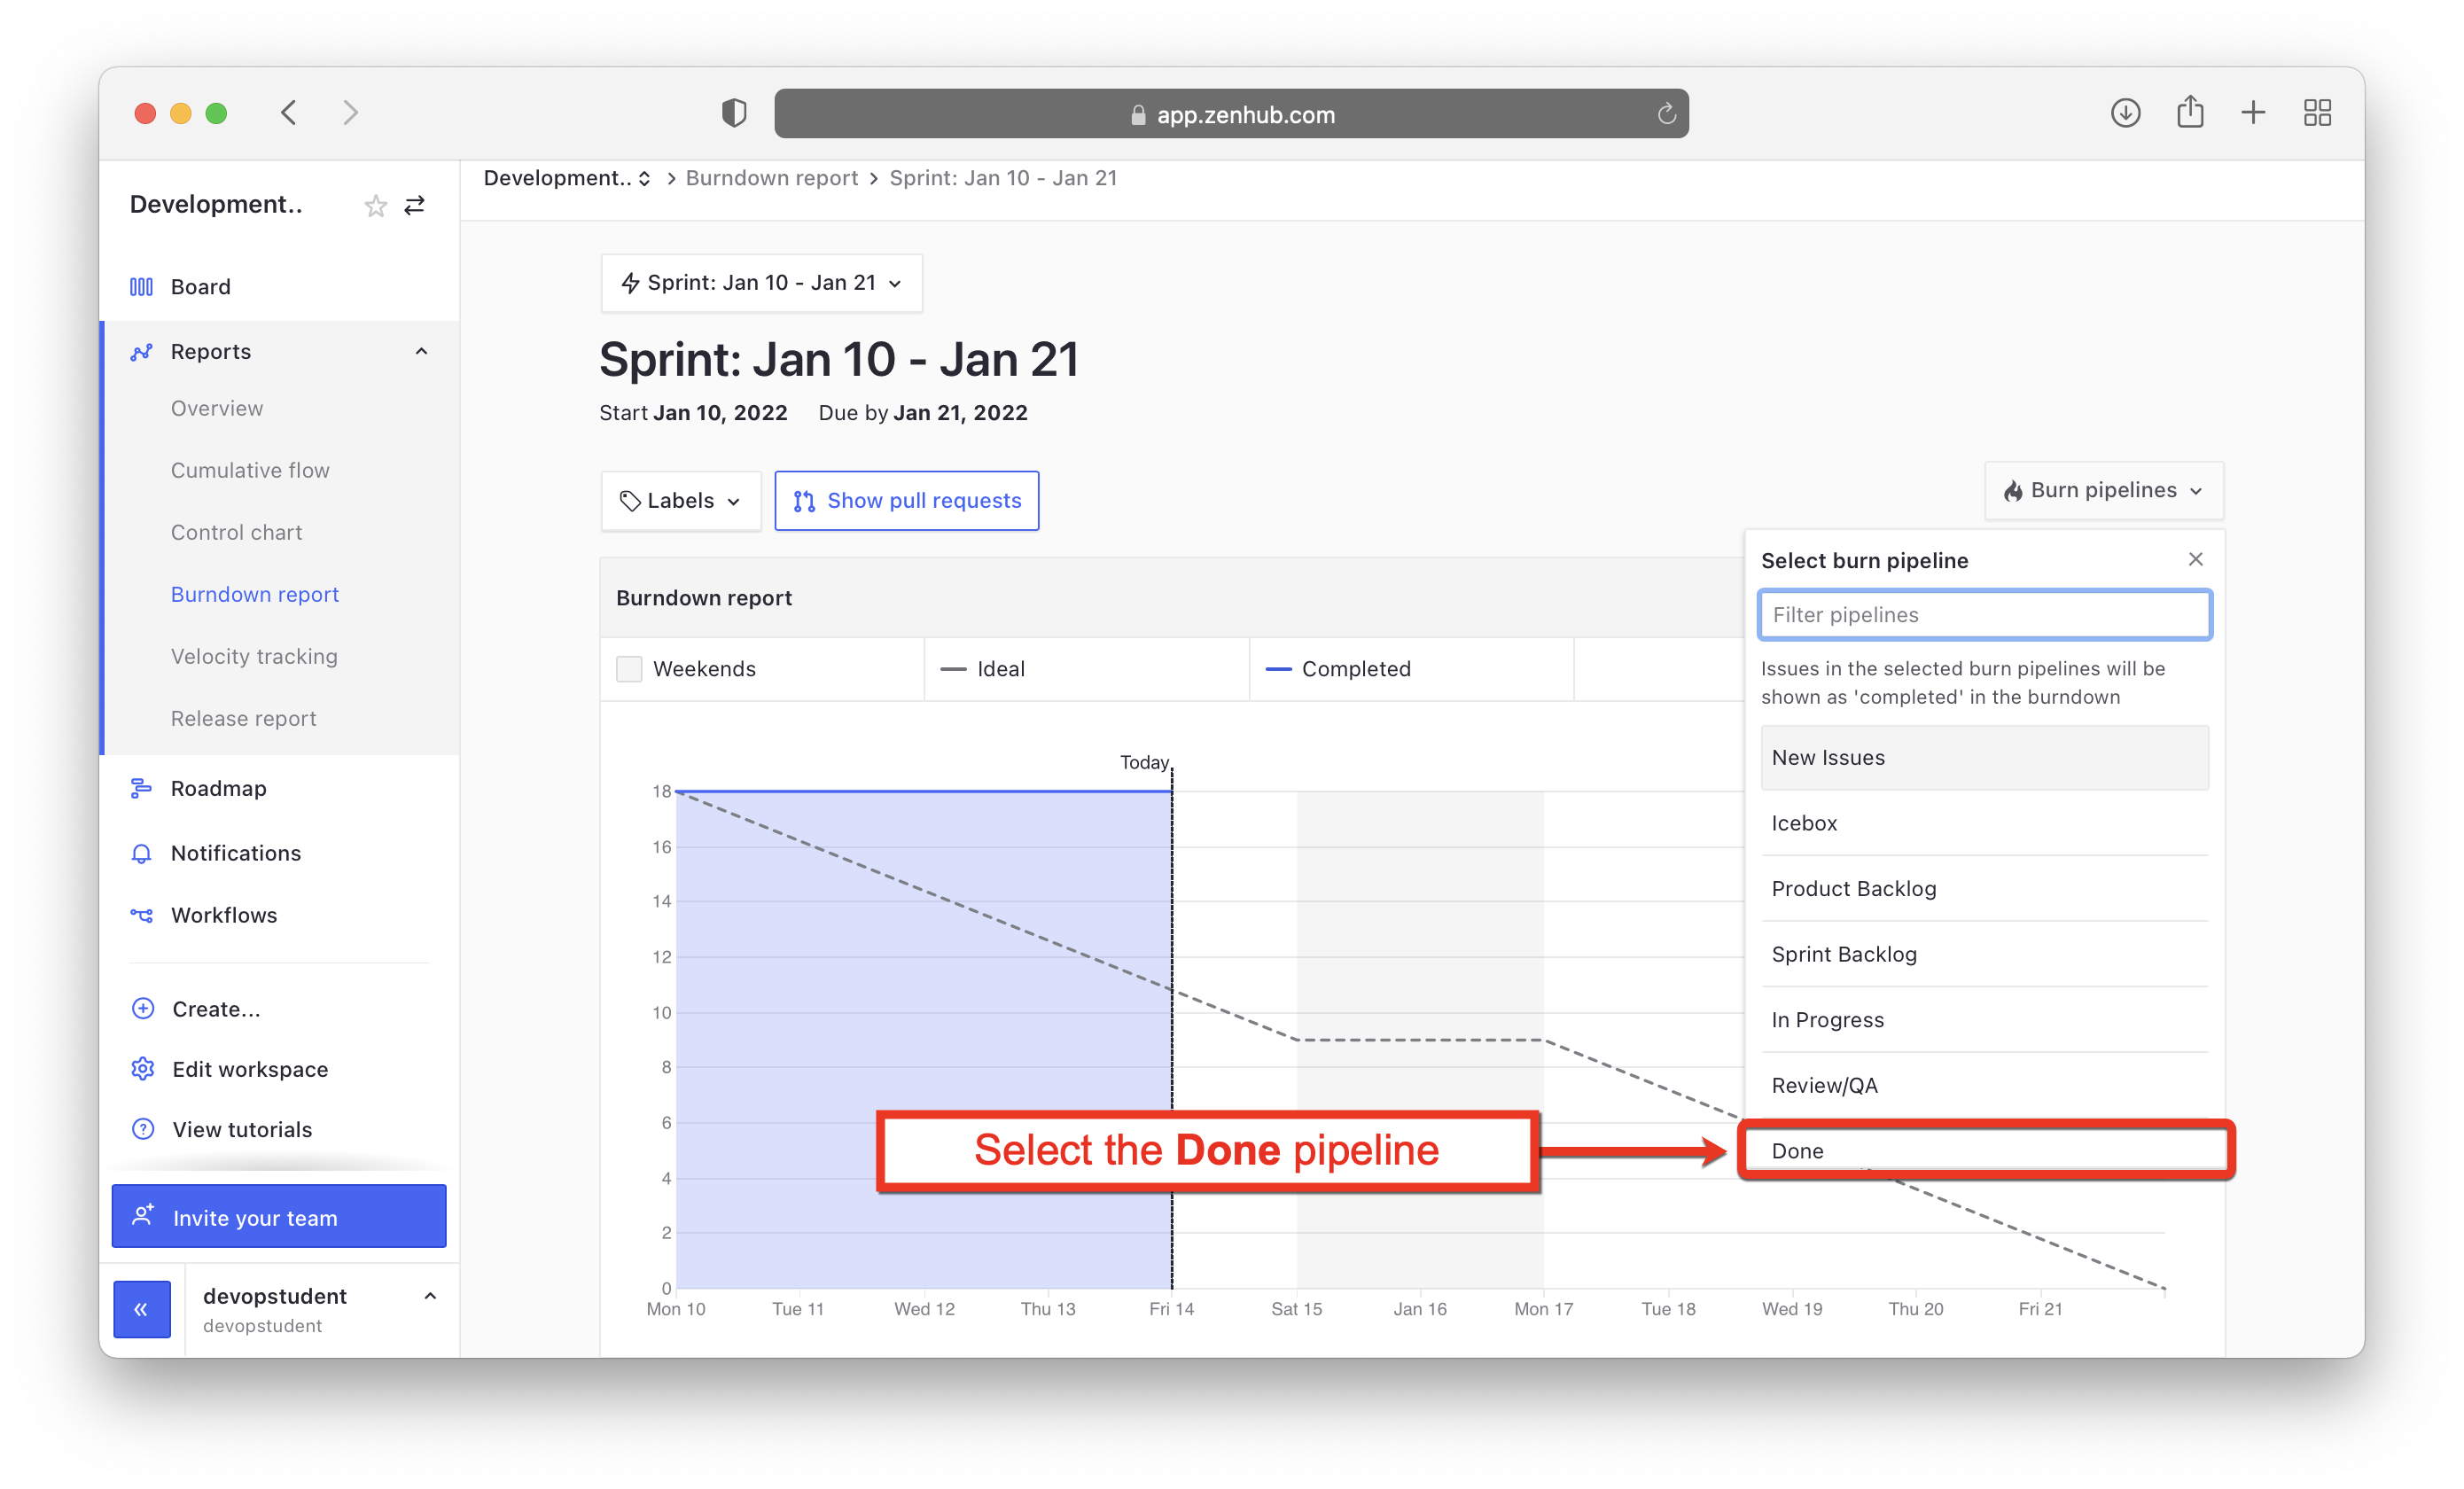 app.zenhub.com
Development..
Development.. > Burndown report > Sprint: Jan 10 - Jan 21
Board
Reports
Overview
Cumulative flow
Control chart
Burndown report
Velocity tracking
Release report
Roadmap
Notifications
Workflows
Create...
Edit workspace
View tutorials
Invite your team
«
devopstudent
devopstudent
Sprint: Jan 10 - Jan 21
Sprint: Jan 10 - Jan 21
Start Jan 10, 2022 Due by Jan 21, 2022
Labels
Show pull requests
Burn pipelines
Burndown report
Weekends
Ideal
Completed
Today
18
16
14
12
10
8
6
4
2
0
Mon 10 Tue 11 Wed 12 Thu 13 Fri 14 Sat 15 Jan 16 Mon 17 Tue 18 Wed 19 Thu 20 Fri 21
Select burn pipeline
Filter pipelines
Issues in the selected burn pipelines will be
shown as 'completed' in the burndown
New Issues
Icebox
Product Backlog
Sprint Backlog
In Progress
Review/QA
Done
Select the Done pipeline